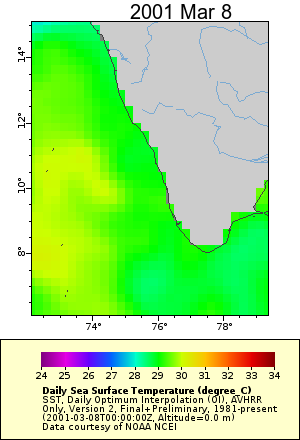 2001 Mar 8
14°
12°
10°
8°
74°
76°
78°
24 25 26 27 28 29 30 31 32 33 34
Daily Sea Surface Temperature (degree_C)
SST, Daily Optimum Interpolation (OI), AVHRR
Only, Version 2, Final+Preliminary, 1981-present
(2001-03-08T00:00:00Z, Altitude=0.0 m)
Data courtesy of NOAA NCEI